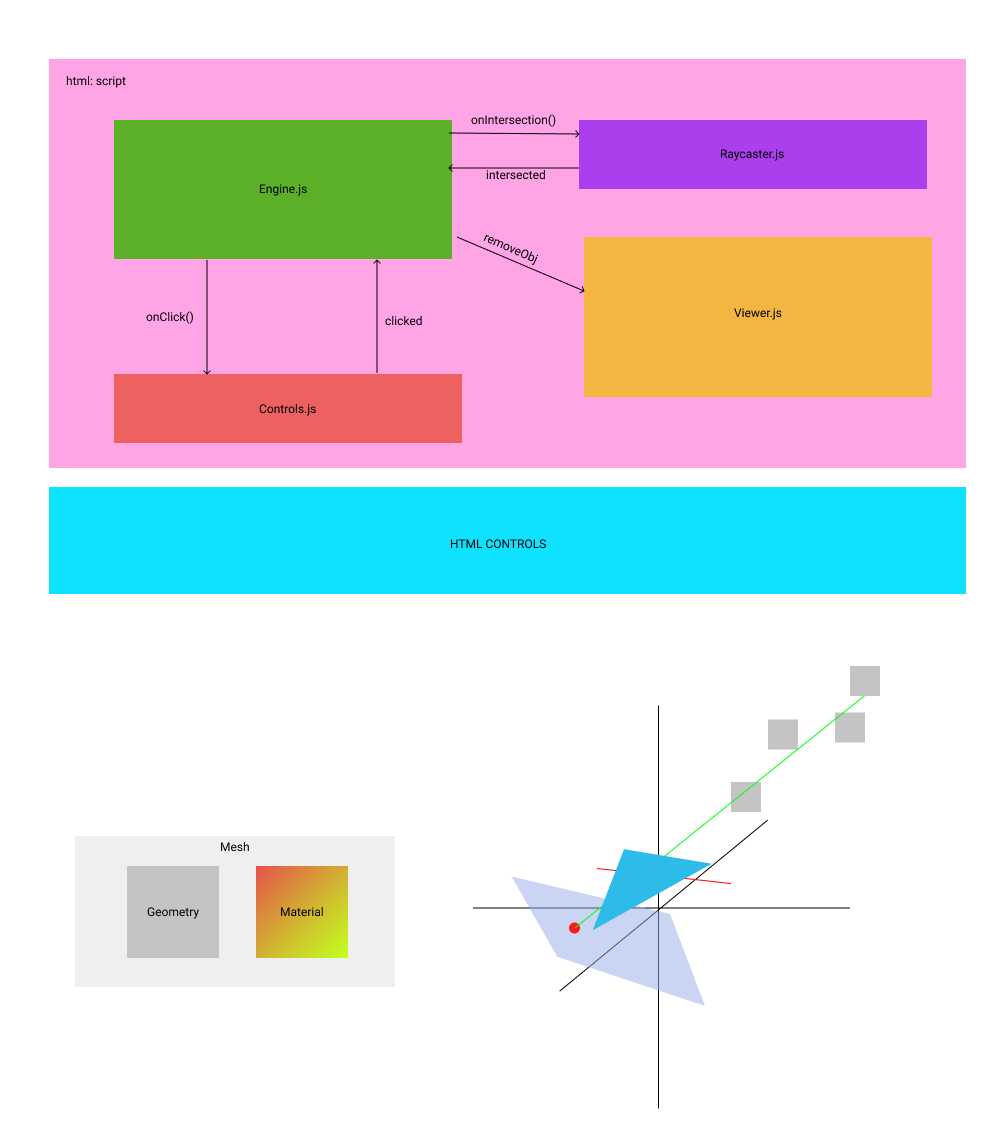 html: script
onIntersection()
Raycaster.js
intersected
Engine.js
removeObj
Viewer.js
onClick()
clicked
Controls.js
HTML CONTROLS
Mesh
Geometry
Material